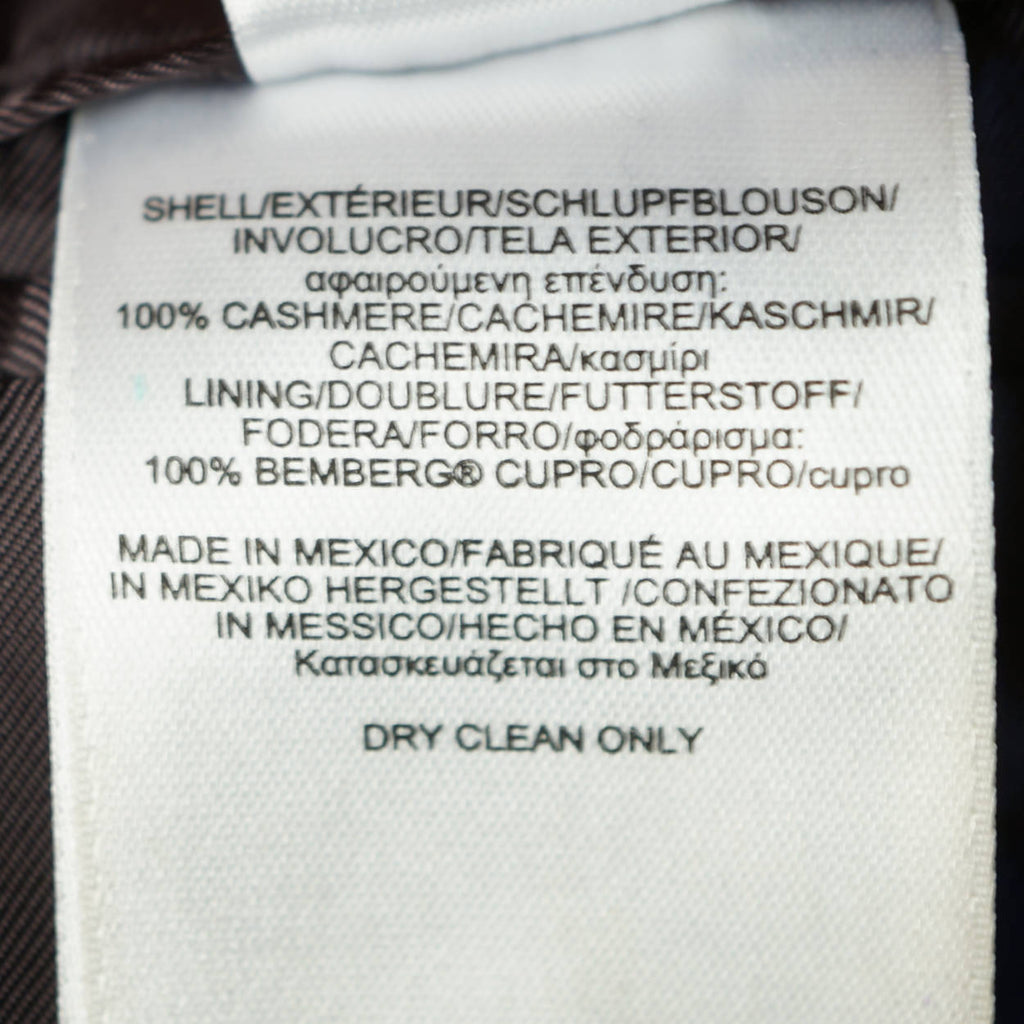 SHELL/EXTÉRIEUR/SCHLUPFBLOUSON/
INVOLUCRO/TELA EXTERIOR/
αφαιρούμενη επένδυση:
100% CASHMERE/CACHEMIRE/KASCHMIR/
CACHEMIRA/κασμίρι
LINING/DOUBLURE/FUTTERSTOFF/
FODERA/FORRO/φοδράρισμα:
100% BEMBERG® CUPRO/CUPRO/cupro
MADE IN MEXICO/FABRIQUÉ AU MEXIQUE/
IN MEXIKO HERGESTELLT /CONFEZIONATO
IN MESSICO/HECHO EN MÉXICO/
Κατασκευάζεται στο Μεξικό
DRY CLEAN ONLY